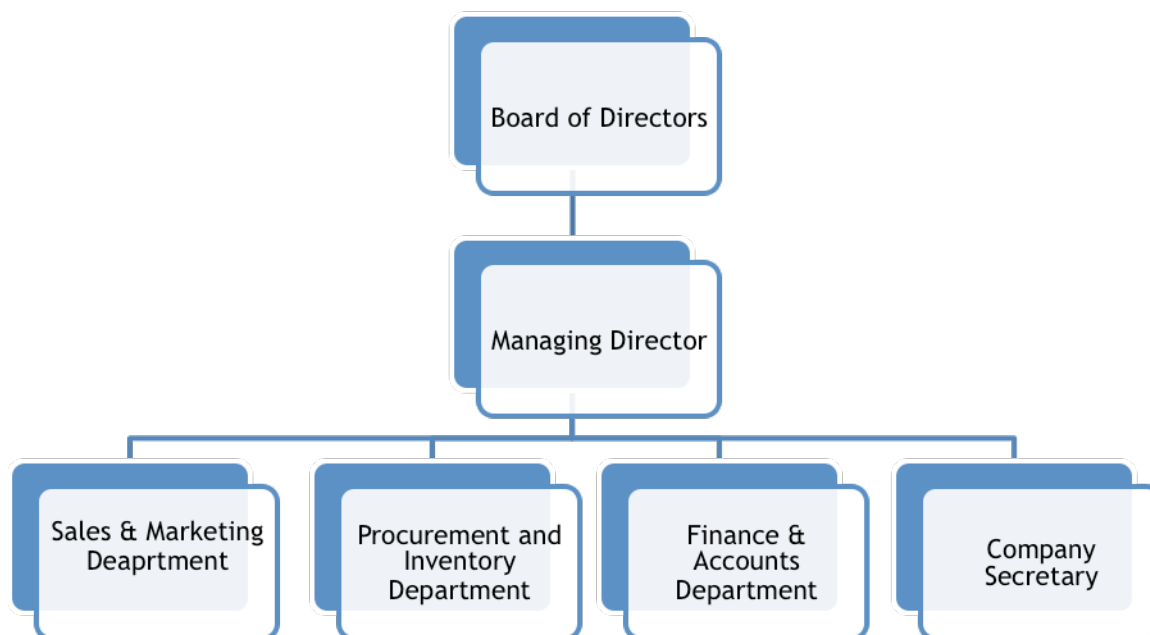 Board of Directors
Managing Director
Sales & Marketing
Deaprtment
Procurement and
Inventory
Department
Finance &
Accounts
Department
Company
Secretary